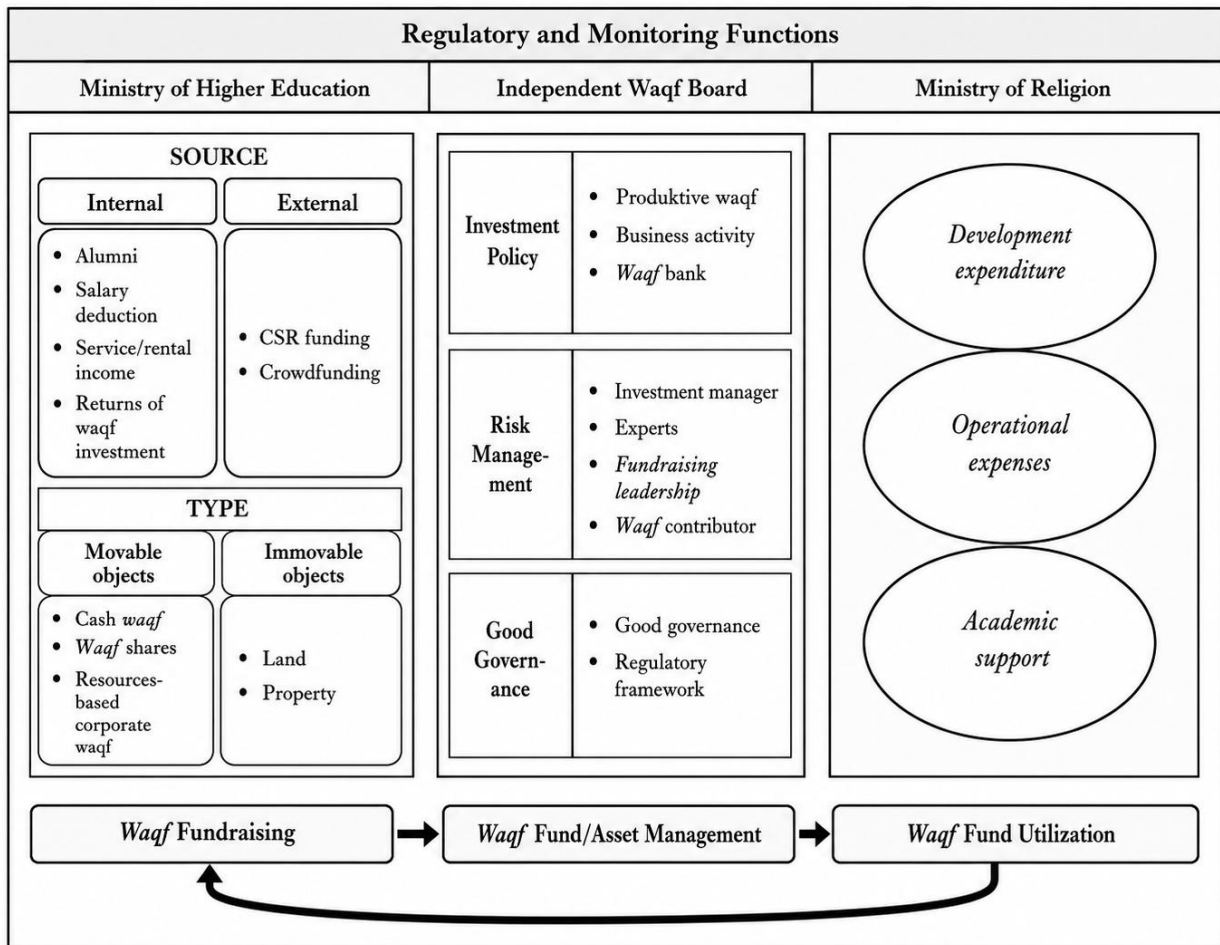 Regulatory and Monitoring Functions
Ministry of Higher Education
Independent Waqf Board
Ministry of Religion
SOURCE
Internal
External
• Alumni
• Salary
deduction
• Service/rental
income
• Returns of
waqf
investment
• CSR funding
• Crowdfunding
TYPE
Movable
objects
Immovable
objects
• Cash waqf
• Waqf shares
• Resources-
based
corporate
waqf
• Land
• Property
Investment
Policy
• Produktive waqf
• Business activity
• Waqf bank
Risk
Manage-
ment
• Investment manager
• Experts
• Fundraising
leadership
• Waqf contributor
Good
Govern-
ance
• Good governance
• Regulatory
framework
Development
expenditure
Operational
expenses
Academic
support
Waqf Fundraising
Waqf Fund/Asset Management
Waqf Fund Utilization